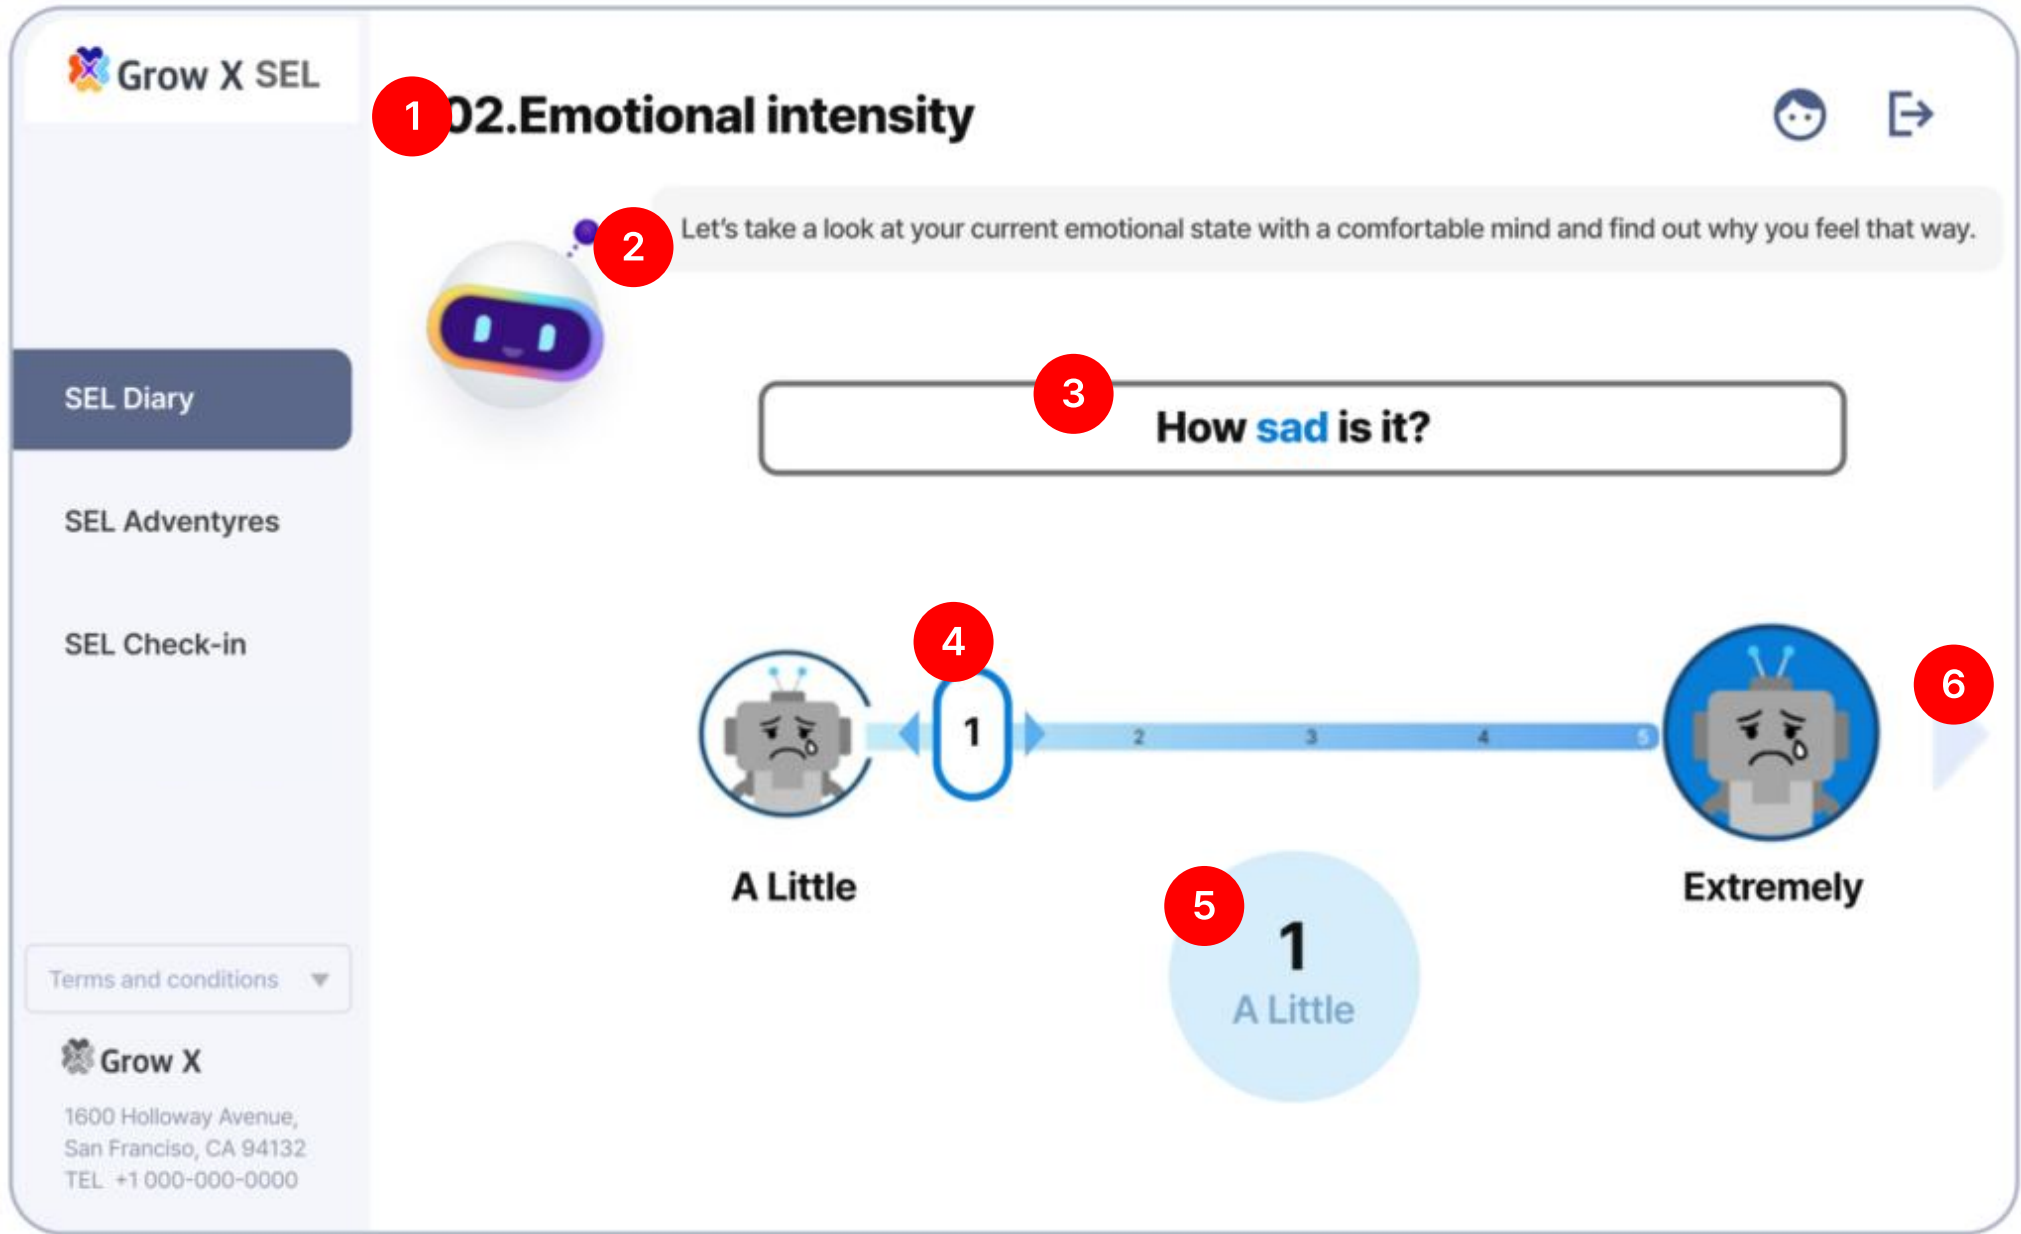 Grow X SEL
1 02.Emotional intensity
2 Let's take a look at your current emotional state with a comfortable mind and find out why you feel that way.
3
How sad is it?
SEL Diary
SEL Adventyres
SEL Check-in
4
6
1 2 3 4 5
A Little
Extremely
5
1
A Little
Terms and conditions
Grow X
1600 Holloway Avenue,
San Franciso, CA 94132
TEL +1 000-000-0000